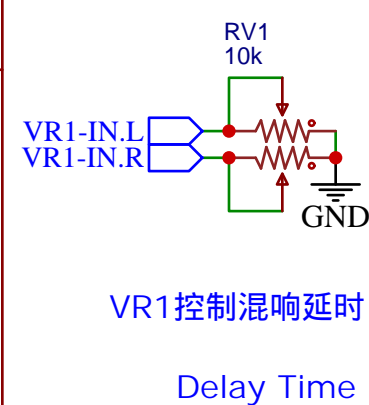 RV1
10k
VR1-IN.L
VR1-IN.R
GND
VR1控制混响延时
Delay Time